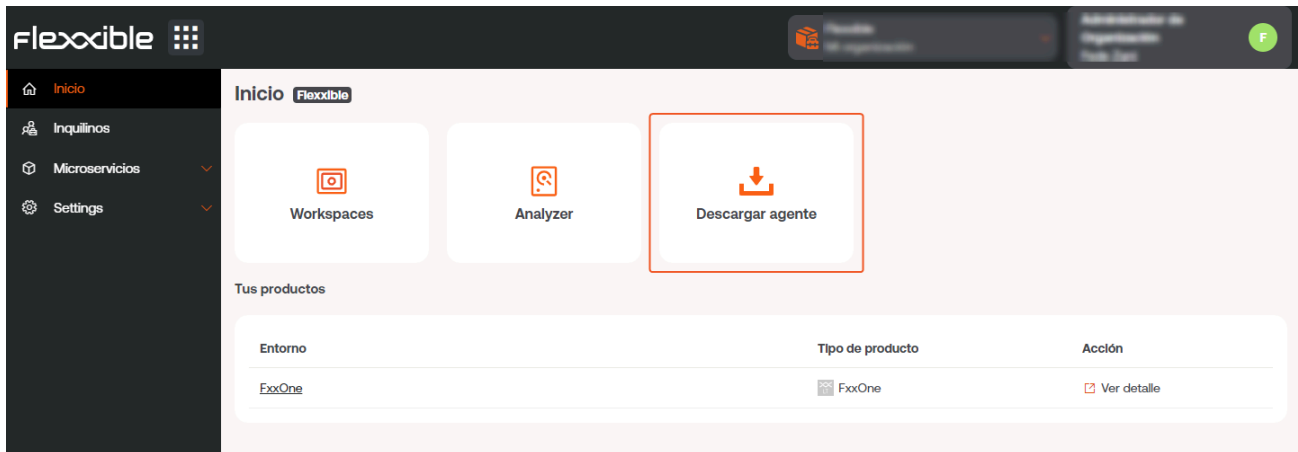 Flexxible
F
Inicio
Inquilinos
Microservicios
Settings
Inicio Flexxible
Workspaces
Analyzer
Descargar agente
Tus productos
Entorno Tipo de producto Acción
FxxOne FxxOne Ver detalle